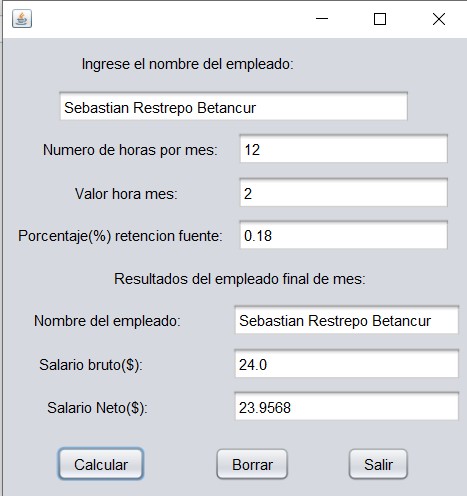 Ingrese el nombre del empleado:
Sebastian Restrepo Betancur
Numero de horas por mes: 12
Valor hora mes: 2
Porcentaje(%) retencion fuente: 0.18
Resultados del empleado final de mes:
Nombre del empleado: Sebastian Restrepo Betancur
Salario bruto($): 24.0
Salario Neto($): 23.9568
Calcular Borrar Salir